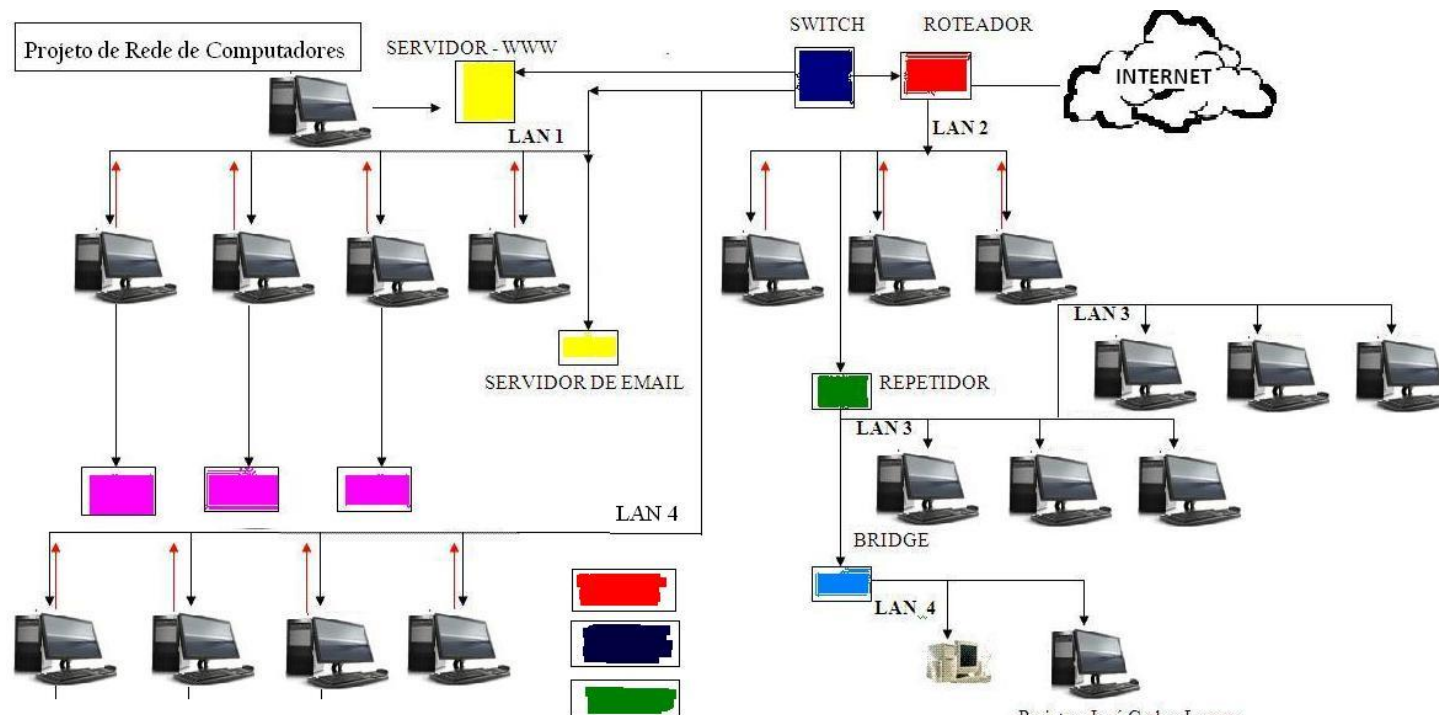 Projeto de Rede de Computadores
SERVIDOR - WWW
SWITCH
ROTEADOR
INTERNET
LAN 1
LAN 2
SERVIDOR DE EMAIL
LAN 3
REPETIDOR
LAN 3
LAN 4
BRIDGE
LAN 4